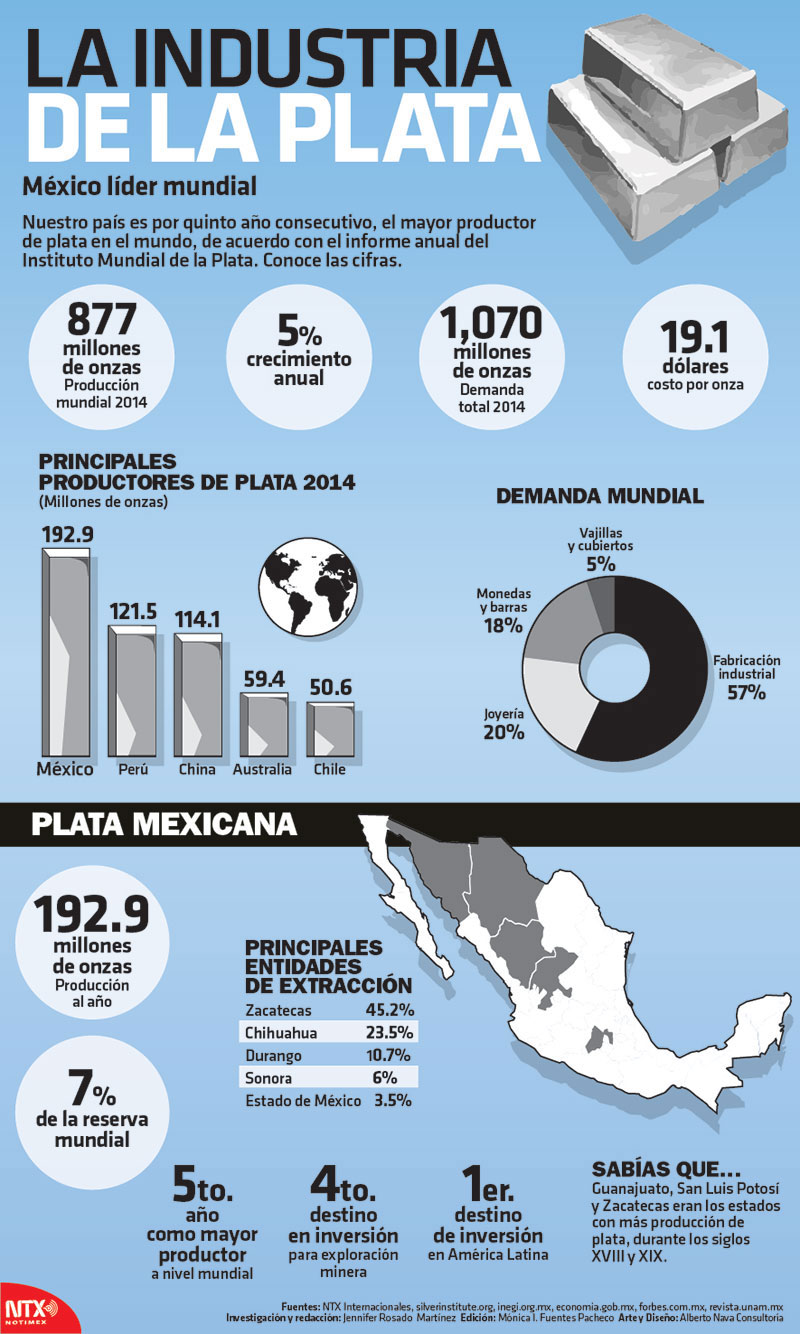 LA INDUSTRIA
DE LA PLATA
México líder mundial
Nuestro país es por quinto año consecutivo, el mayor productor
de plata en el mundo, de acuerdo con el informe anual del
Instituto Mundial de la Plata. Conoce las cifras.
877
millones
de onzas
Producción
mundial 2014
5%
crecimiento
anual
1,070
millones
de onzas
Demanda
total 2014
19.1
dólares
costo por onza
PRINCIPALES
PRODUCTORES DE PLATA 2014
(Millones de onzas)
192.9
121.5
114.1
59.4
50.6
México
Perú
China
Australia
Chile
DEMANDA MUNDIAL
Vajillas
y cubiertos
5%
Monedas
y barras
18%
Joyería
20%
Fabricación
industrial
57%
PLATA MEXICANA
192.9
millones
de onzas
Producción
al año
7%
de la reserva
mundial
PRINCIPALES
ENTIDADES
DE EXTRACCIÓN
Zacatecas 45.2%
Chihuahua 23.5%
Durango 10.7%
Sonora 6%
Estado de México 3.5%
5to.
año
como mayor
productor
a nivel mundial
4to.
destino
en inversión
para exploración
minera
1er.
destino
de inversión
en América Latina
SABÍAS QUE...
Guanajuato, San Luis Potosí
y Zacatecas eran los estados
con más producción de
plata, durante los siglos
XVIII y XIX.
NTX
NOTIMEX
Fuentes: NTX Internacionales, silverinstitute.org, inegi.org.mx, economia.gob.mx, forbes.com.mx, revista.unam.mx
Investigación y redacción: Jennifer Rosado Martínez Edición: Mónica I. Fuentes Pacheco Arte y Diseño: Alberto Nava Consultoria